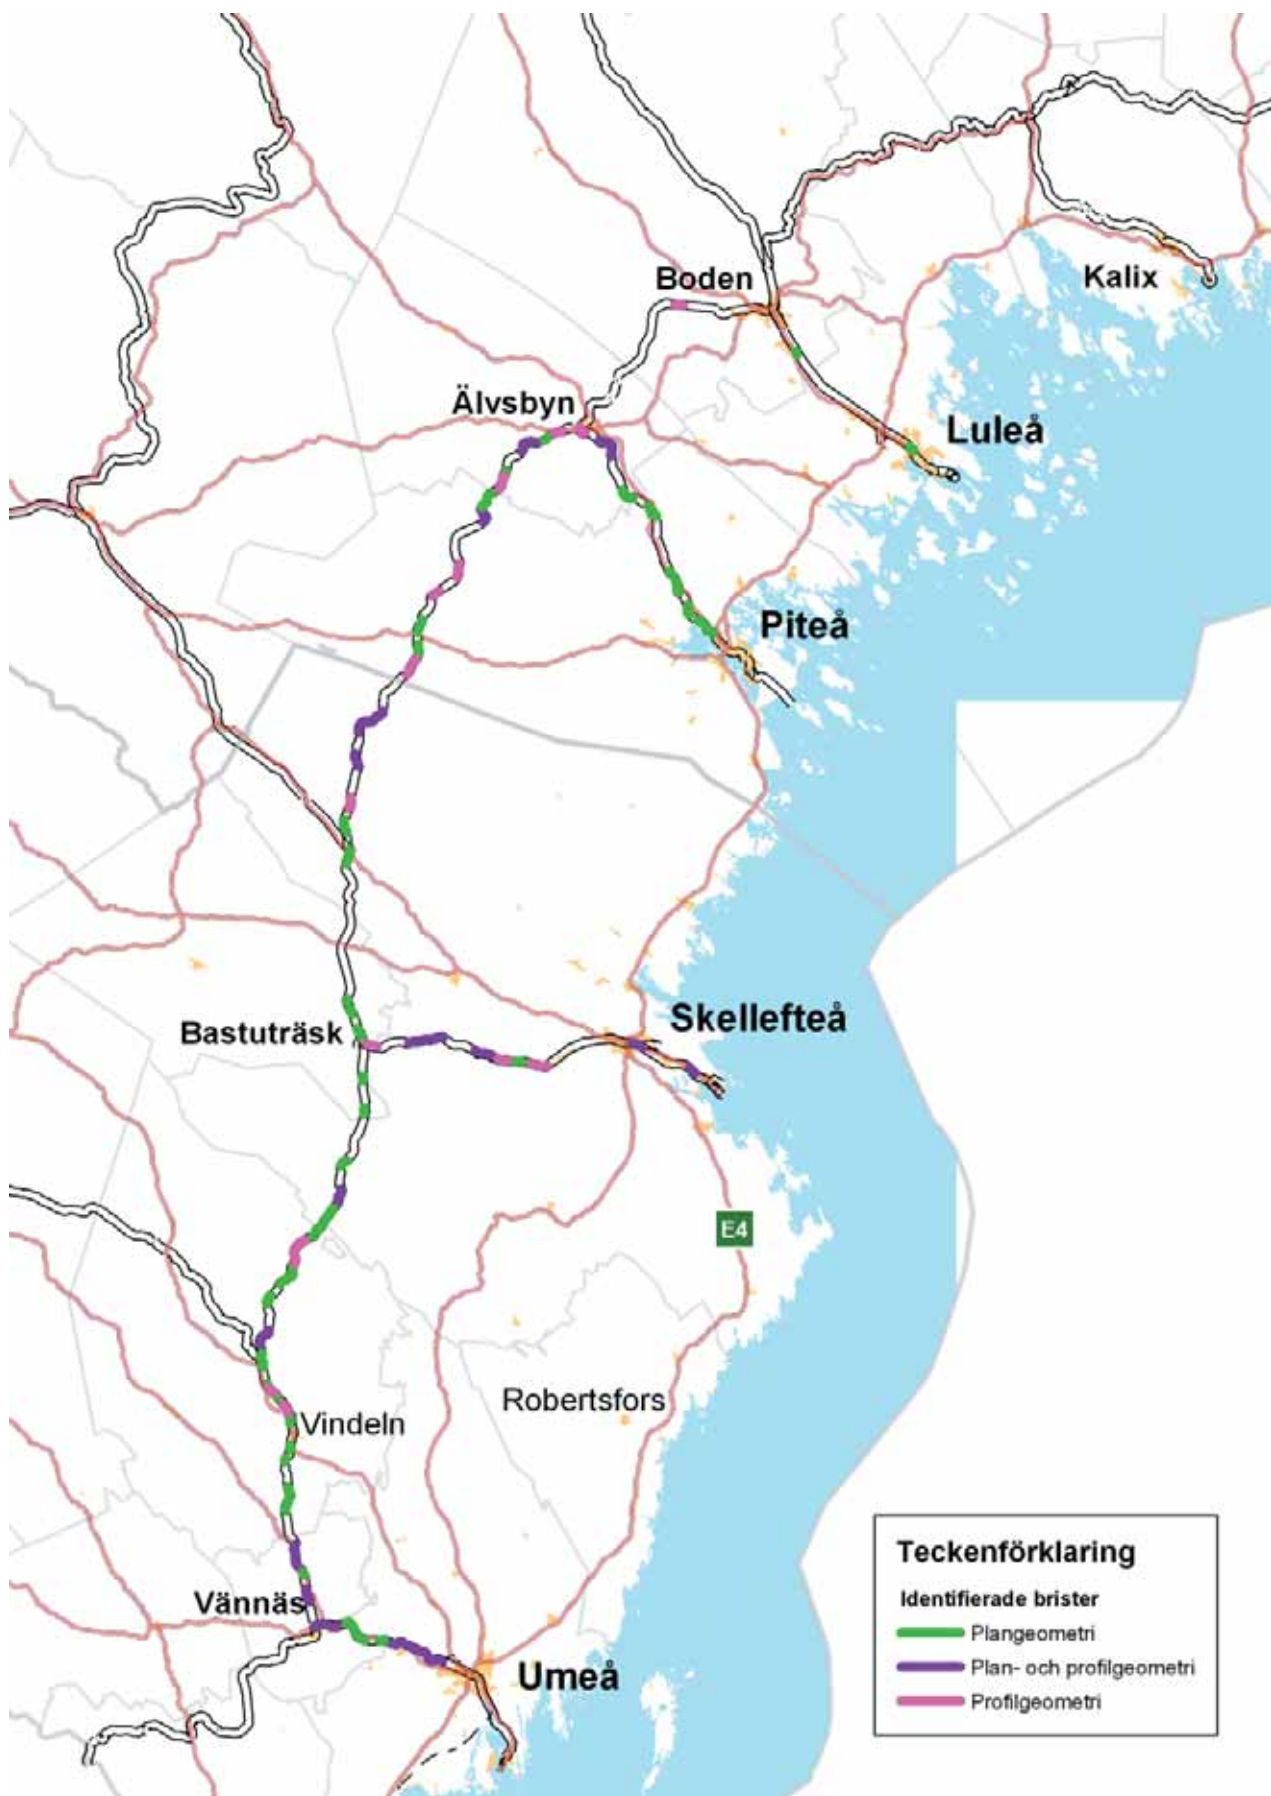 Boden
Kalix
Älvsbyn
Luleå
Piteå
Skellefteå
Bastuträsk
E4
Robertsfors
Vindeln
Vännäs
Umeå
Teckenförklaring
Identifierade brister
Plangeometri
Plan- och profilgeometri
Profilgeometri